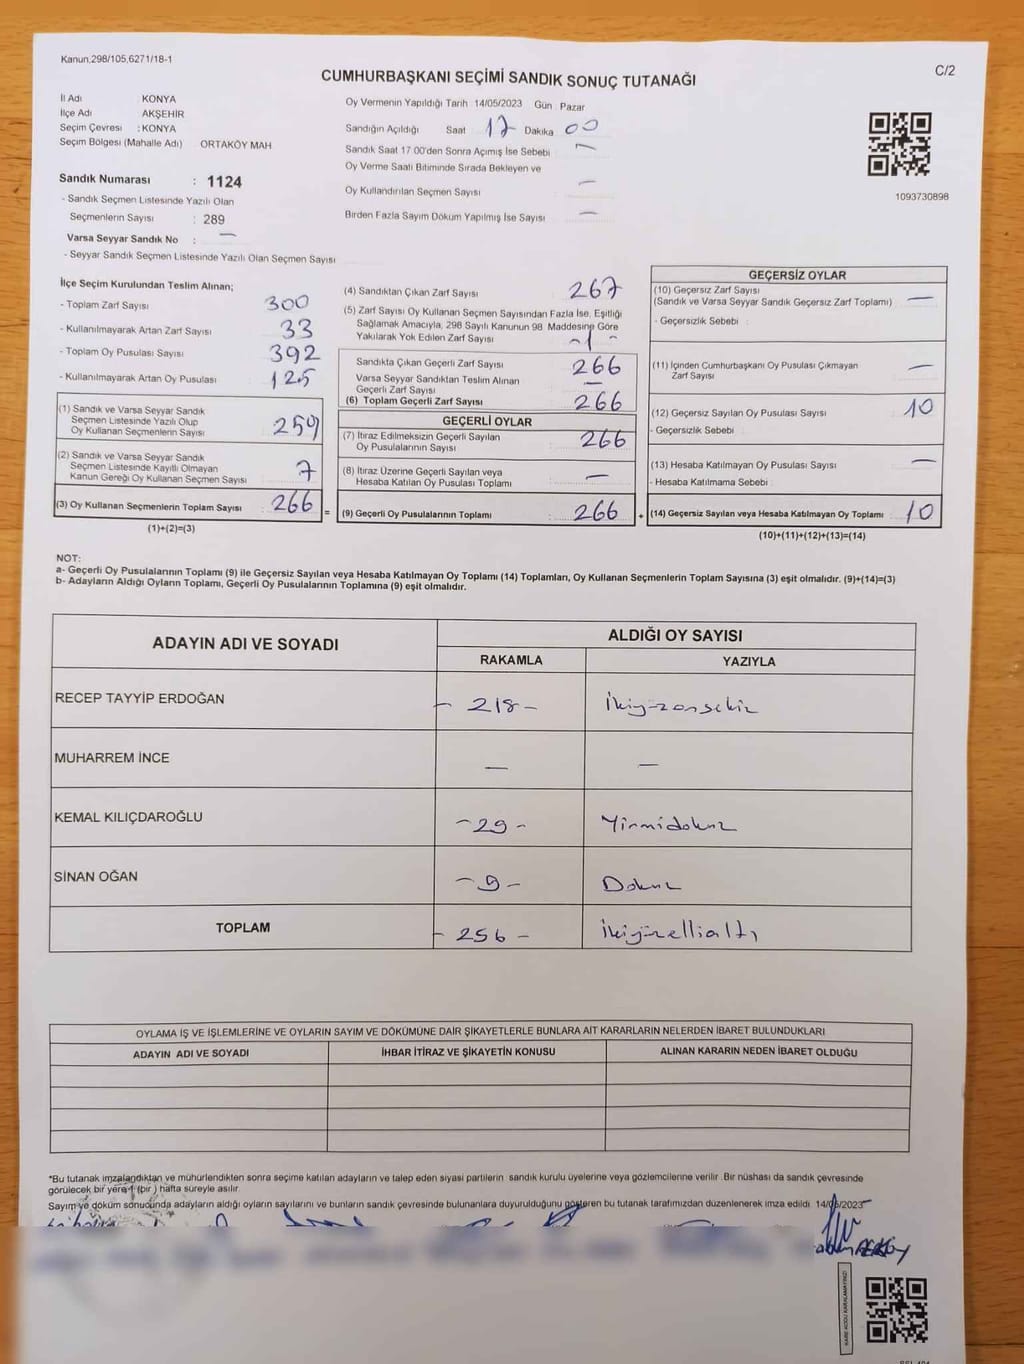 Kanun,298/105,6271/18-1
C/2
CUMHURBAŞKANI SEÇİMİ SANDIK SONUÇ TUTANAĞI
İl Adı KONYA
İlçe Adı AKŞEHİR
Seçim Çevresi : KONYA
Seçim Bölgesi (Mahalle Adı) ORTAKÖY MAH
Sandık Numarası : 1124
- Sandık Seçmen Listesinde Yazılı Olan
Seçmenlerin Sayısı : 289
Varsa Seyyar Sandık No : —
- Seyyar Sandık Seçmen Listesinde Yazılı Olan Seçmen Sayısı
Oy Vermenin Yapıldığı Tarih 14/05/2023 Gün : Pazar
Sandığın Açıldığı Saat 17 Dakika 00
Sandık Saat 17 00'den Sonra Açımış İse Sebebi —
Oy Verme Saati Bitiminde Sırada Bekleyen ve
Oy Kullandırılan Seçmen Sayısı —
Birden Fazla Sayım Döküm Yapılmış İse Sayısı —
1093730898
İlçe Seçim Kurulundan Teslim Alınan;
- Toplam Zarf Sayısı 300
- Kullanılmayarak Artan Zarf Sayısı 33
- Toplam Oy Pusulası Sayısı 392
- Kullanılmayarak Artan Oy Pusulası 125
(1) Sandık ve Varsa Seyyar Sandık
Seçmen Listesinde Yazılı Olup
Oy Kullanan Seçmenlerin Sayısı 259
(2) Sandık ve Varsa Seyyar Sandık
Seçmen Listesinde Kayıtlı Olmayan
Kanun Gereği Oy Kullanan Seçmen Sayısı 7
(3) Oy Kullanan Seçmenlerin Toplam Sayısı 266
(1)+(2)=(3)
=
(4) Sandıktan Çıkan Zarf Sayısı 267
(5) Zarf Sayısı Oy Kullanan Seçmen Sayısından Fazla İse, Eşitliği
Sağlamak Amacıyla, 298 Sayılı Kanunun 98 Maddesine Göre
Yakılarak Yok Edilen Zarf Sayısı -1-
Sandıkta Çıkan Geçerli Zarf Sayısı 266
Varsa Seyyar Sandıktan Teslim Alınan
Geçerli Zarf Sayısı —
(6) Toplam Geçerli Zarf Sayısı 266
GEÇERLİ OYLAR
(7) İtiraz Edilmeksizin Geçerli Sayılan
Oy Pusulalarının Sayısı 266
(8) İtiraz Üzerine Geçerli Sayılan veya
Hesaba Katılan Oy Pusulası Toplamı —
(9) Geçerli Oy Pusulalarının Toplamı 266
+
GEÇERSİZ OYLAR
(10) Geçersiz Zarf Sayısı —
(Sandık ve Varsa Seyyar Sandık Geçersiz Zarf Toplamı)
- Geçersizlik Sebebi :
(11) İçinden Cumhurbaşkanı Oy Pusulası Çıkmayan
Zarf Sayısı —
(12) Geçersiz Sayılan Oy Pusulası Sayısı 10
- Geçersizlik Sebebi :
(13) Hesaba Katılmayan Oy Pusulası Sayısı —
- Hesaba Katılmama Sebebi :
(14) Geçersiz Sayılan veya Hesaba Katılmayan Oy Toplamı 10
(10)+(11)+(12)+(13)=(14)
NOT:
a- Geçerli Oy Pusulalarının Toplamı (9) ile Geçersiz Sayılan veya Hesaba Katılmayan Oy Toplamı (14) Toplamları, Oy Kullanan Seçmenlerin Toplam Sayısına (3) eşit olmalıdır. (9)+(14)=(3)
b- Adayların Aldığı Oyların Toplamı, Geçerli Oy Pusulalarının Toplamına (9) eşit olmalıdır.
ADAYIN ADI VE SOYADI ALDIĞI OY SAYISI
RAKAMLA YAZIYLA
RECEP TAYYİP ERDOĞAN - 218 - İkiyüzonsekiz
MUHARREM İNCE — —
KEMAL KILIÇDAROĞLU - 29 - Yirmidokuz
SİNAN OĞAN - 9 - Dokuz
TOPLAM - 256 - İkiyüzellialtı
OYLAMA İŞ VE İŞLEMLERİNE VE OYLARIN SAYIM VE DÖKÜMÜNE DAİR ŞİKAYETLERLE BUNLARA AİT KARARLARIN NELERDEN İBARET BULUNDUKLARI
ADAYIN ADI VE SOYADI İHBAR İTİRAZ VE ŞİKAYETİN KONUSU ALINAN KARARIN NEDEN İBARET OLDUĞU
*Bu tutanak imzalandıktan ve mühürlendikten sonra seçime katılan adayların ve talep eden siyasi partilerin sandık kurulu üyelerine veya gözlemcilerine verilir. Bir nüshası da sandık çevresinde
görülecek bir yere 1 (bir) hafta süreyle asılır.
Sayım ve döküm sonucunda adayların aldığı oyların sayılarını ve bunların sandık çevresinde bulunanlara duyurulduğunu gösteren bu tutanak tarafımızdan düzenlenerek imza edildi. 14/05/2023